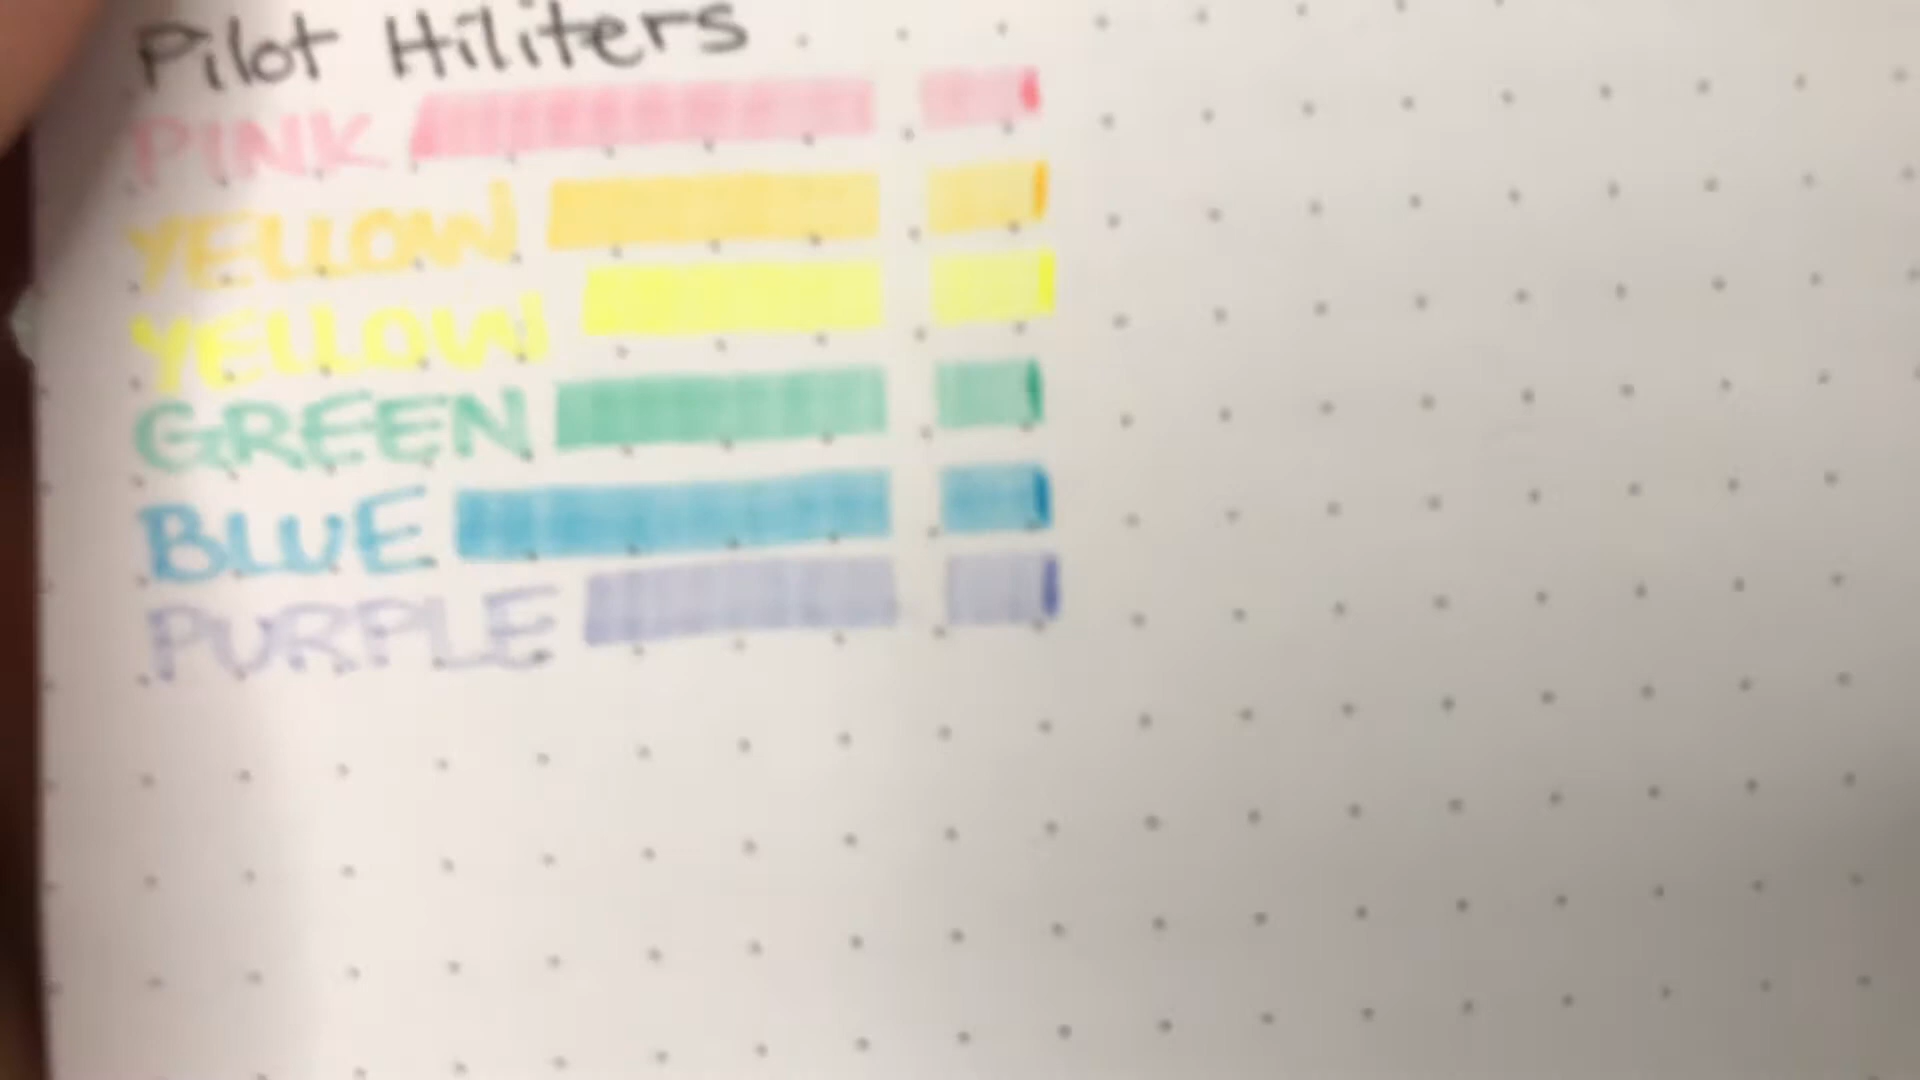 Pilot Hiliters
PINK
YELLOW
YELLOW
GREEN
BLUE
PURPLE